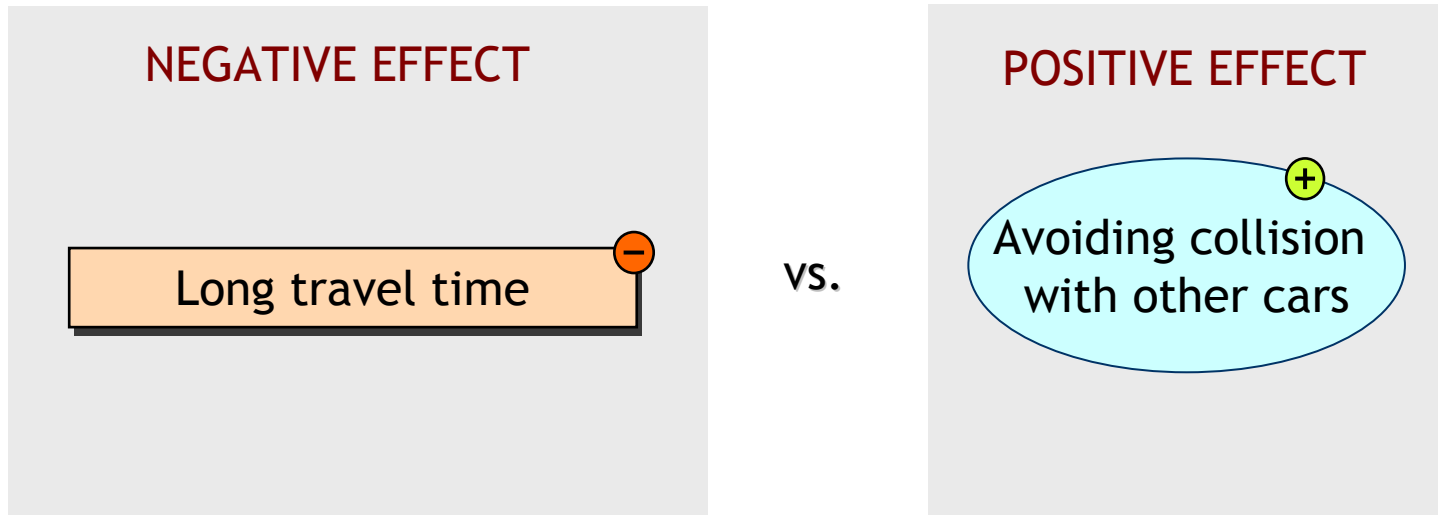 NEGATIVE EFFECT
Long travel time
−
vs.
POSITIVE EFFECT
+
Avoiding collision
with other cars